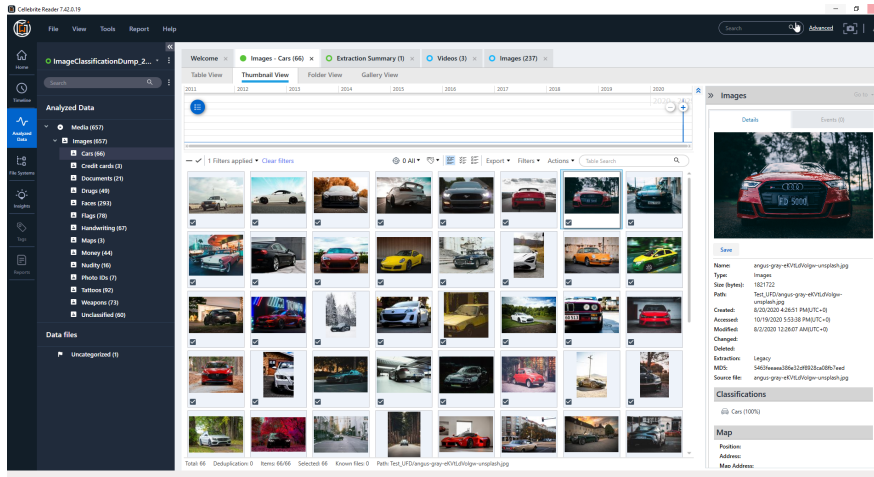 Cellebrite Reader 7.42.0.19
File View Tools Report Help
Search
Advanced
Home
Timeline
Analyzed Data
File Systems
Insights
Tags
Reports
ImageClassificationDump_2...
Search
Analyzed Data
Media (657)
Images (657)
Cars (66)
Credit cards (3)
Documents (21)
Drugs (49)
Faces (293)
Flags (78)
Handwriting (67)
Maps (3)
Money (44)
Nudity (16)
Photo IDs (7)
Tattoos (92)
Weapons (73)
Unclassified (60)
Data files
Uncategorized (1)
Welcome × Images - Cars (66) × Extraction Summary (1) × Videos (3) × Images (237) ×
Table View Thumbnail View Folder View Gallery View
2011 2012 2013 2014 2015 2016 2017 2018 2019 2020
1 Filters applied Clear filters 0 All Export Filters Actions Table Search
Total: 66 Deduplication: 0 Items: 66/66 Selected: 66 Known files: 0 Path: Test_UFD/angus-gray-eKVtLdVolgw-unsplash.jpg
Images
Go to
Details Events (0)
Save
Name: angus-gray-eKVtLdVolgw-unsplash.jpg
Type: Images
Size (bytes): 1821722
Path: Test_UFD/angus-gray-eKVtLdVolgw-
unsplash.jpg
Created: 8/20/2020 4:26:51 PM(UTC+0)
Accessed: 10/19/2020 5:53:38 PM(UTC+0)
Modified: 8/2/2020 12:26:07 AM(UTC+0)
Changed:
Deleted:
Extraction: Legacy
MD5:
Source file: angus-gray-eKVtLdVolgw-unsplash.jpg
Classifications
Cars (100%)
Map
Position:
Address:
Map Address: